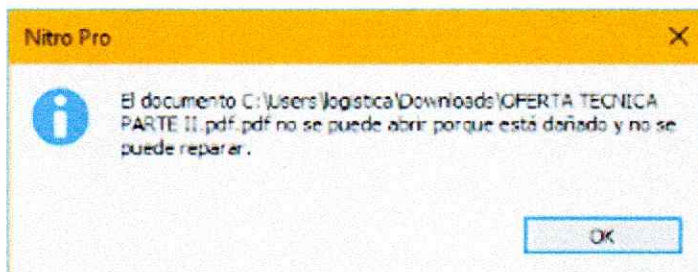 Nitro Pro
El documento C:\Users\logistica\Downloads\OFERTA TECNICA
PARTE II.pdf.pdf no se puede abrir porque está dañado y no se
puede reparar.
OK